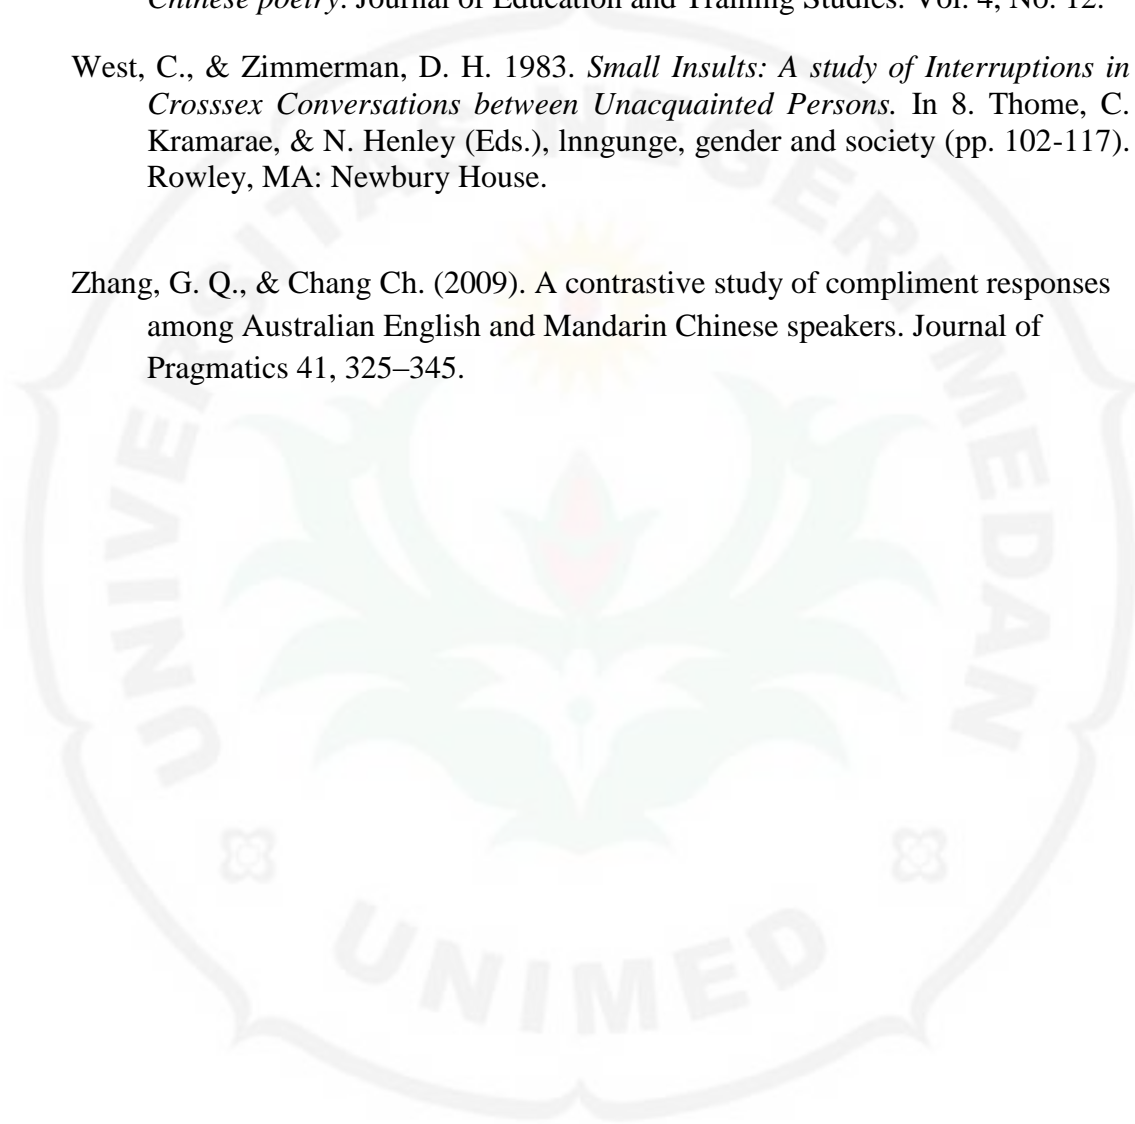 Chinese poetry. Journal of Education and Training Studies. Vol. 4, No. 12.
West, C., & Zimmerman, D. H. 1983. Small Insults: A study of Interruptions in
Crosssex Conversations between Unacquainted Persons. In 8. Thome, C.
Kramarae, & N. Henley (Eds.), lnngunge, gender and society (pp. 102-117).
Rowley, MA: Newbury House.
Zhang, G. Q., & Chang Ch. (2009). A contrastive study of compliment responses
among Australian English and Mandarin Chinese speakers. Journal of
Pragmatics 41, 325–345.
UNIVERSITAS NEGERI MEDAN
UNIMED